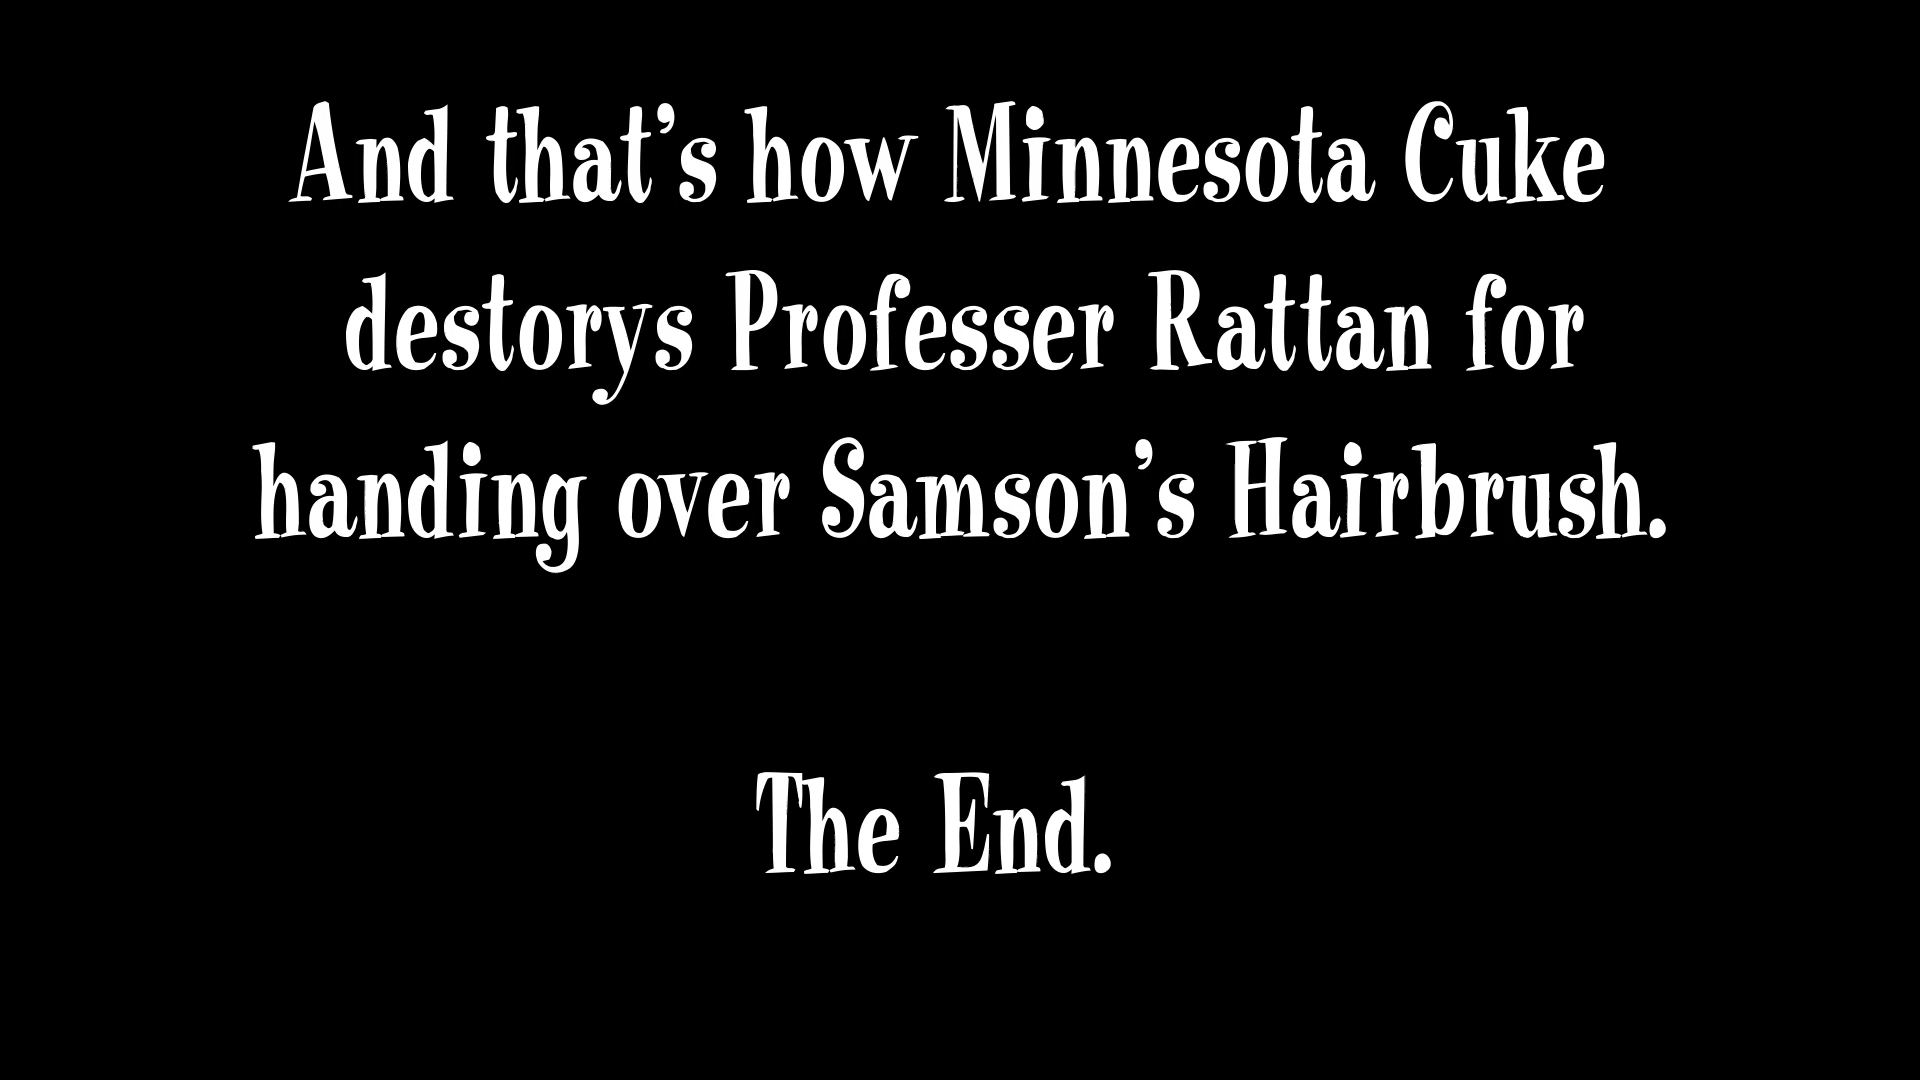 And that’s how Minnesota Cuke
destorys Professer Rattan for
handing over Samson’s Hairbrush.
The End.